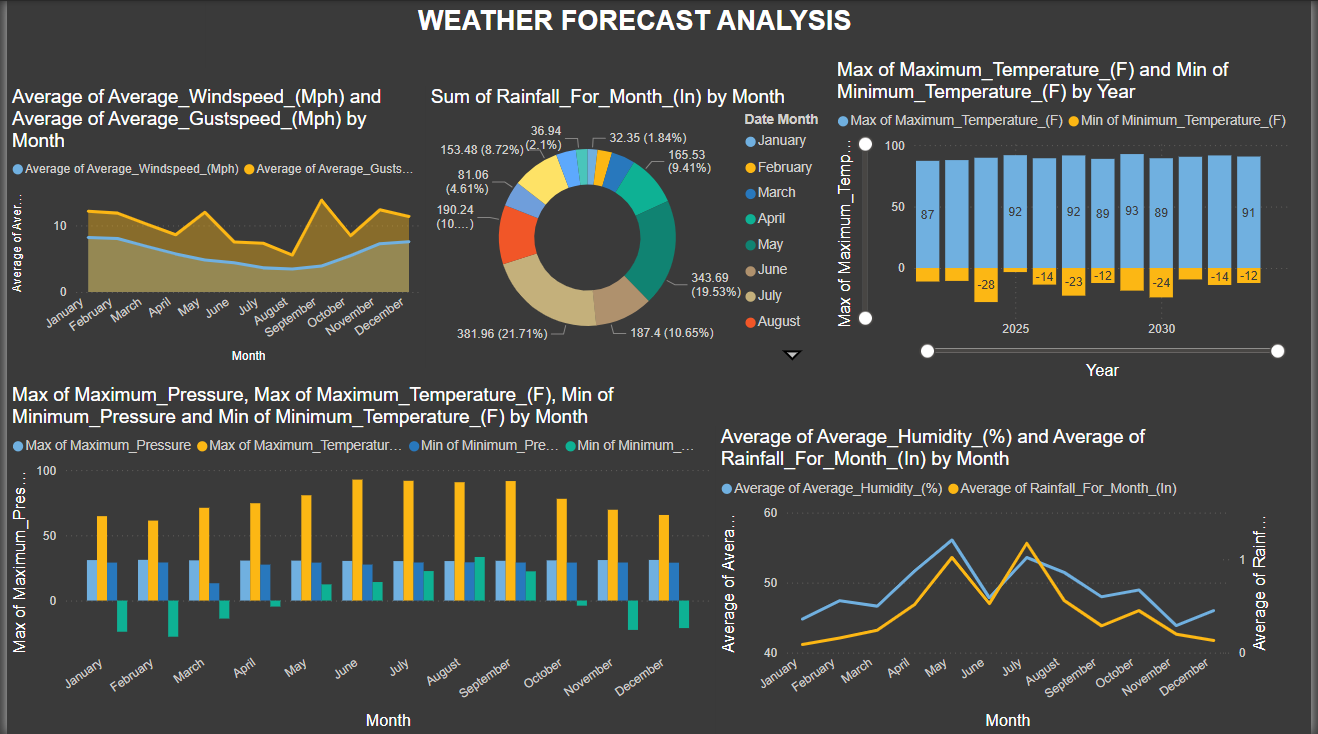 WEATHER FORECAST ANALYSIS
Average of Average_Windspeed_(Mph) and
Average of Average_Gustspeed_(Mph) by
Month
Average of Average_Windspeed_(Mph) Average of Average_Gusts...
Average of Aver...
10
0
January February March April May June July August September October November December
Month
Sum of Rainfall_For_Month_(In) by Month
36.94
(2.1%)
32.35 (1.84%)
153.48 (8.72%)
165.53
(9.41%)
81.06
(4.61%)
190.24
(10....)
343.69
(19.53%)
381.96 (21.71%)
187.4 (10.65%)
Date Month
January
February
March
April
May
June
July
August
Max of Maximum_Temperature_(F) and Min of
Minimum_Temperature_(F) by Year
Max of Maximum_Temperature_(F) Min of Minimum_Temperature_(F)
Max of Maximum_Temp...
100
50
0
87 92 92 89 93 89 91
-28 -14 -23 -12 -24 -14 -12
2025 2030
Year
Max of Maximum_Pressure, Max of Maximum_Temperature_(F), Min of
Minimum_Pressure and Min of Minimum_Temperature_(F) by Month
Max of Maximum_Pressure Max of Maximum_Temperatur... Min of Minimum_Pre... Min of Minimum_...
Max of Maximum_Pres...
100
50
0
January February March April May June July August September October November December
Month
Average of Average_Humidity_(%) and Average of
Rainfall_For_Month_(In) by Month
Average of Average_Humidity_(%) Average of Rainfall_For_Month_(In)
Average of Avera...
60
50
40
1
0
Average of Rainf...
January February March April May June July August September October November December
Month